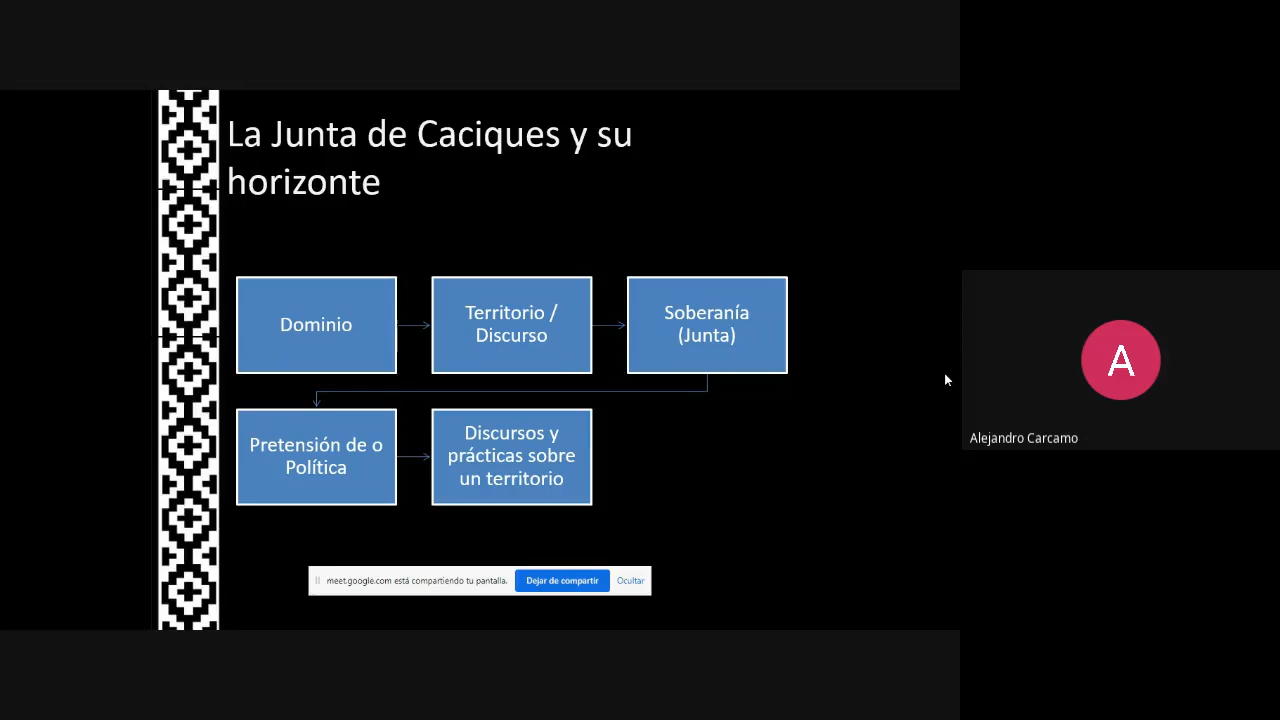 La Junta de Caciques y su
horizonte
Dominio
Territorio /
Discurso
Soberanía
(Junta)
Pretensión de o
Política
Discursos y
prácticas sobre
un territorio
meet.google.com está compartiendo tu pantalla.
Dejar de compartir
Ocultar
A
Alejandro Carcamo